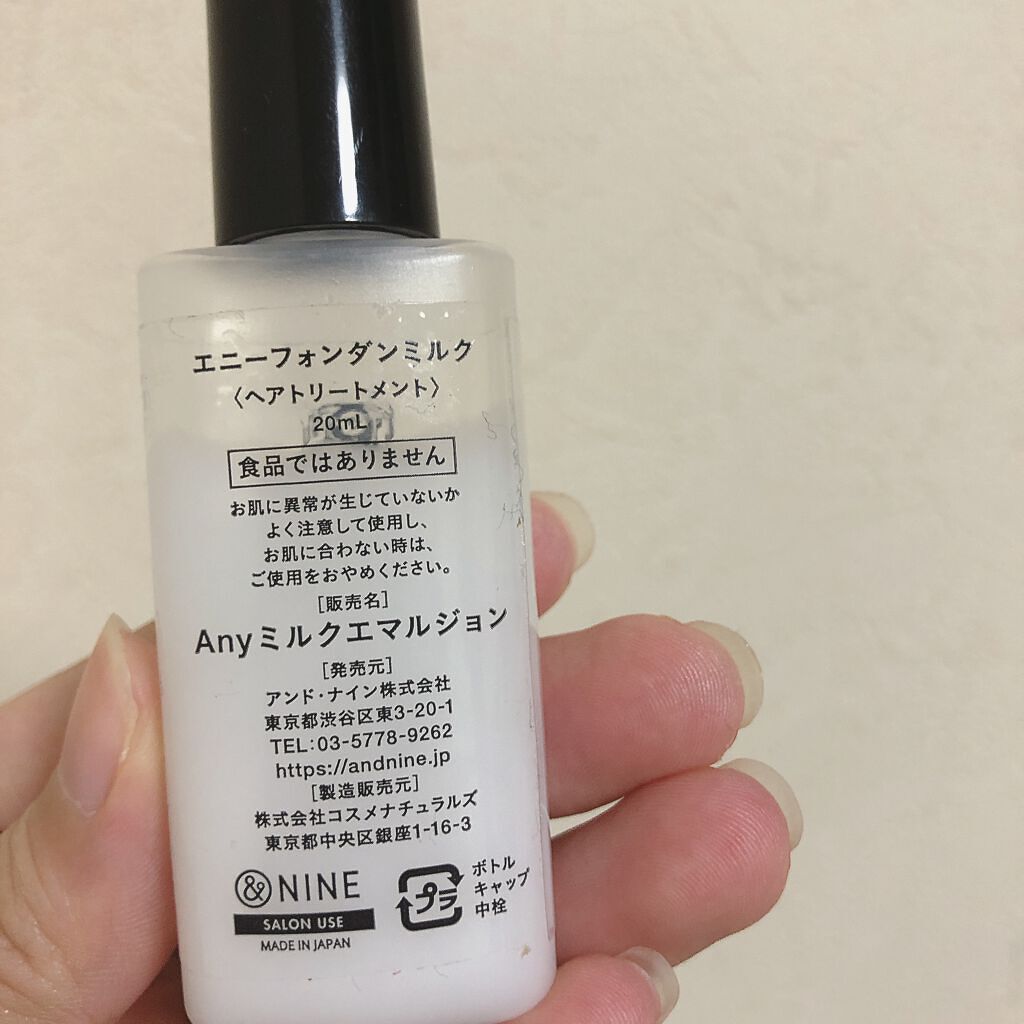 エニーフォンダンミルク
〈ヘアトリートメント〉
20mL
食品ではありません
お肌に異常が生じていないか
よく注意して使用し、
お肌に合わない時は、
ご使用をおやめください。
[販売名]
Anyミルクエマルジョン
[発売元]
アンド・ナイン株式会社
東京都渋谷区東3-20-1
TEL:03-5778-9262
https://andnine.jp
[製造販売元]
株式会社コスメナチュラルズ
東京都中央区銀座1-16-3
&NINE
SALON USE
MADE IN JAPAN
プラ
ボトル
キャップ
中栓